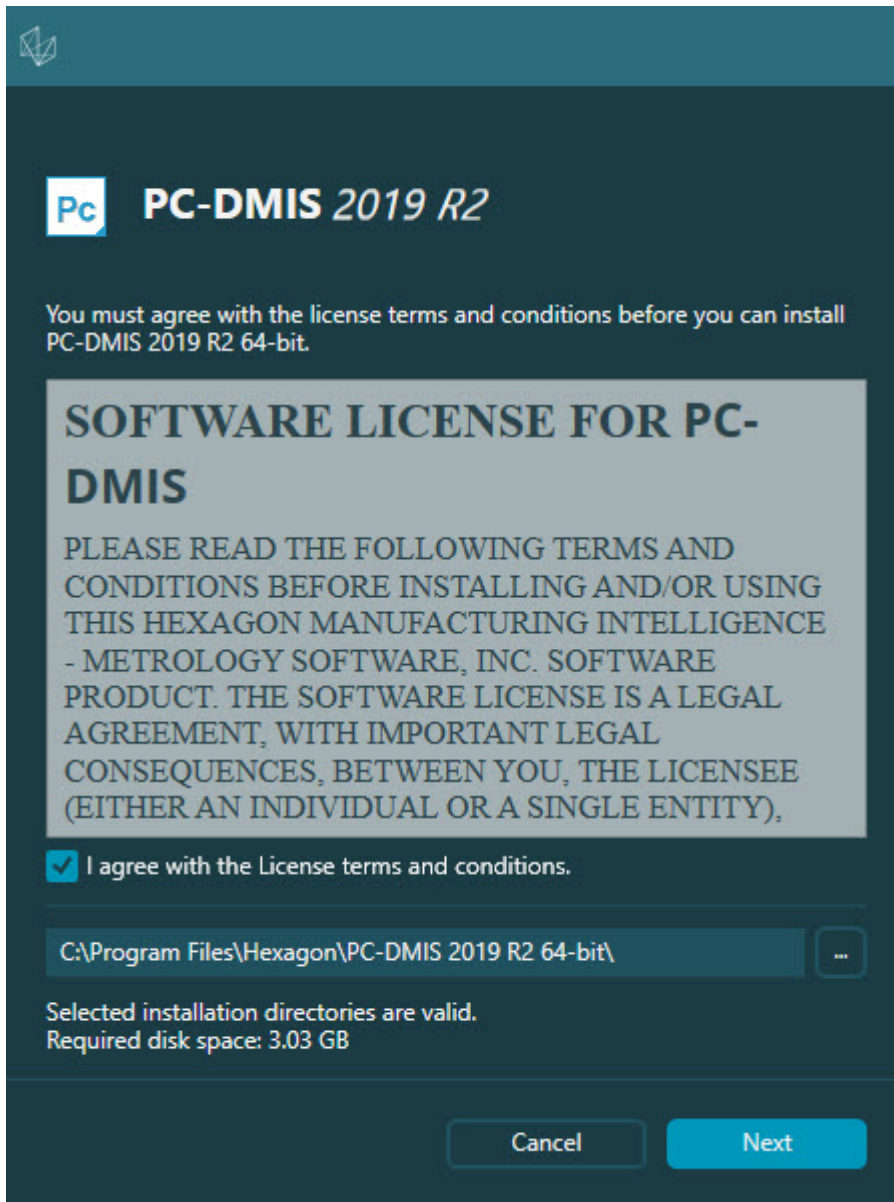 Pc
PC-DMIS 2019 R2
You must agree with the license terms and conditions before you can install
PC-DMIS 2019 R2 64-bit.
SOFTWARE LICENSE FOR PC-
DMIS
PLEASE READ THE FOLLOWING TERMS AND
CONDITIONS BEFORE INSTALLING AND/OR USING
THIS HEXAGON MANUFACTURING INTELLIGENCE
- METROLOGY SOFTWARE, INC. SOFTWARE
PRODUCT. THE SOFTWARE LICENSE IS A LEGAL
AGREEMENT, WITH IMPORTANT LEGAL
CONSEQUENCES, BETWEEN YOU, THE LICENSEE
(EITHER AN INDIVIDUAL OR A SINGLE ENTITY),
I agree with the License terms and conditions.
C:\Program Files\Hexagon\PC-DMIS 2019 R2 64-bit\
...
Selected installation directories are valid.
Required disk space: 3.03 GB
Cancel
Next